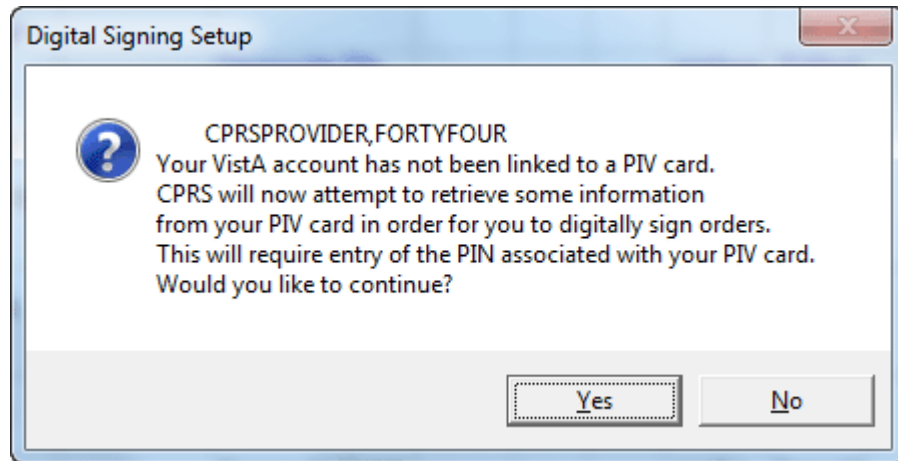 Digital Signing Setup
CPRSPROVIDER,FORTYFOUR
Your VistA account has not been linked to a PIV card.
CPRS will now attempt to retrieve some information
from your PIV card in order for you to digitally sign orders.
This will require entry of the PIN associated with your PIV card.
Would you like to continue?
Yes No